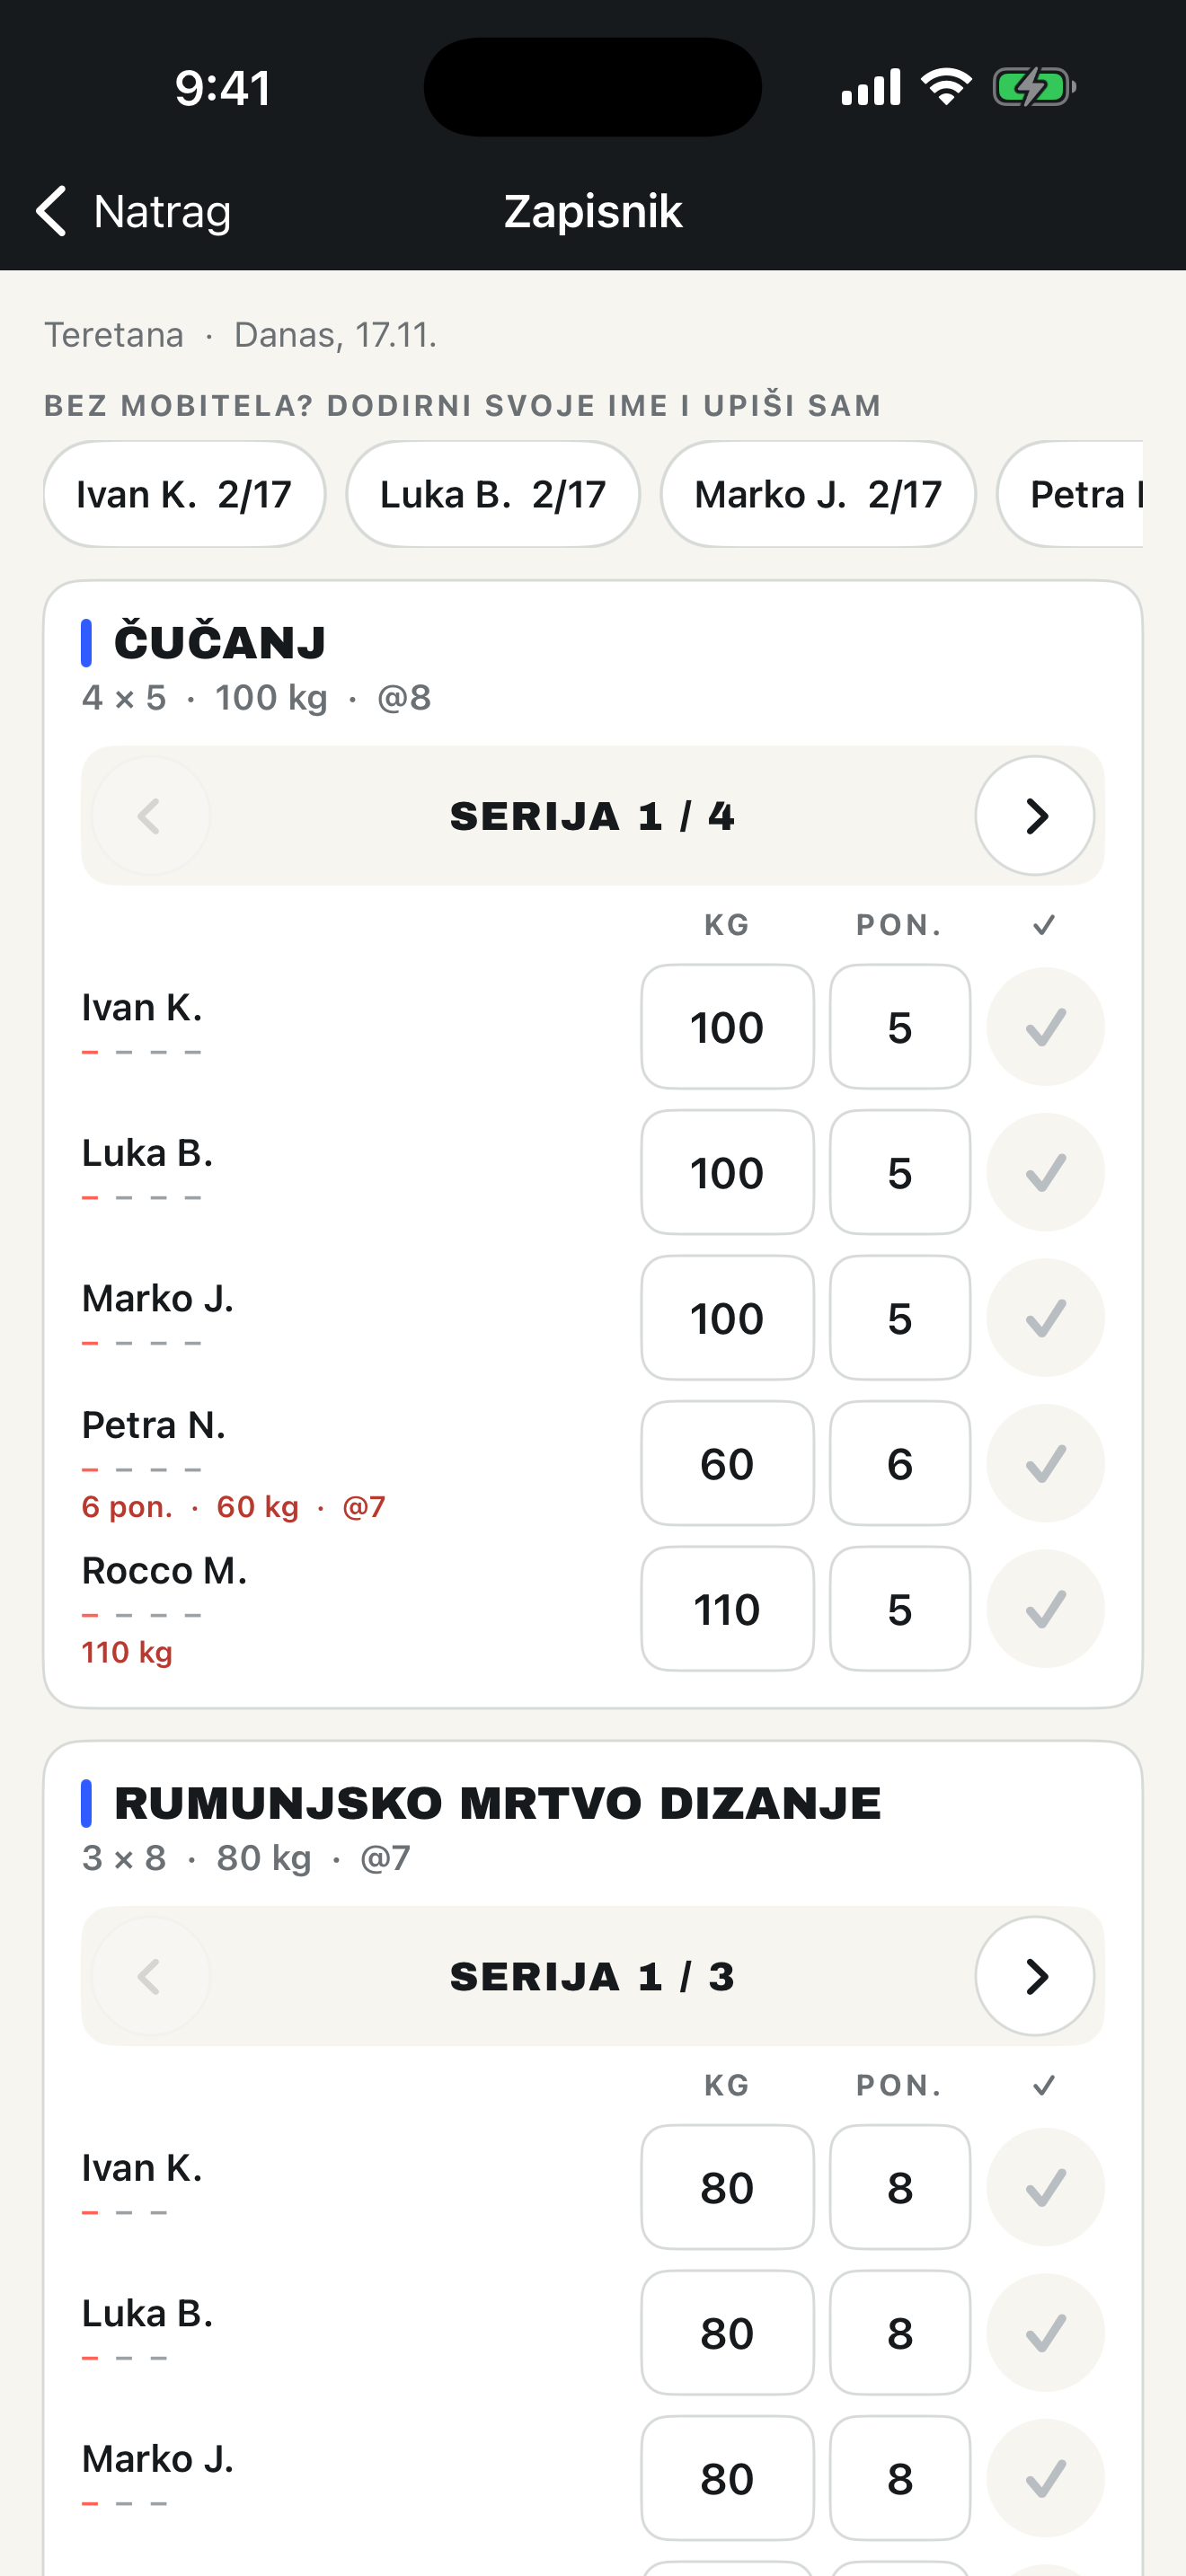 9:41
Natrag
Zapisnik
Teretana · Danas, 17.11.
BEZ MOBITELA? DODIRNI SVOJE IME I UPIŠI SAM
Ivan K. 2/17
Luka B. 2/17
Marko J. 2/17
Petra
ČUČANJ
4 × 5 · 100 kg · @8
SERIJA 1 / 4
KG PON. ✓
Ivan K.
100 5
– – – –
Luka B.
100 5
– – – –
Marko J.
100 5
– – – –
Petra N.
60 6
– – – –
6 pon. · 60 kg · @7
Rocco M.
110 5
– – – –
110 kg
RUMUNJSKO MRTVO DIZANJE
3 × 8 · 80 kg · @7
SERIJA 1 / 3
KG PON. ✓
Ivan K.
80 8
– – –
Luka B.
80 8
– – –
Marko J.
80 8
– – –